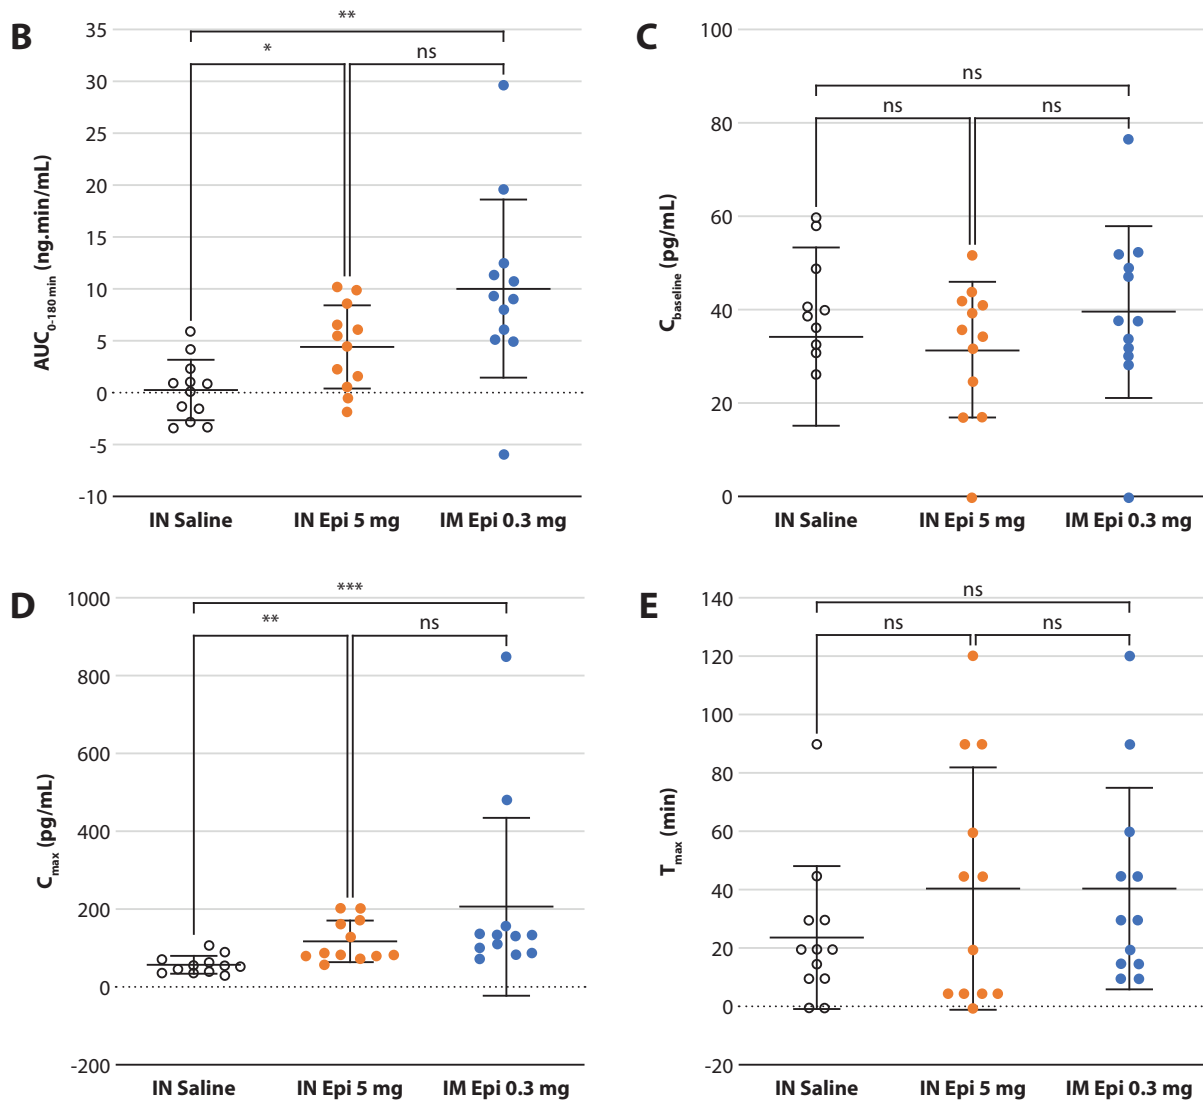 B
AUC0-180 min (ng.min/mL)
35
30
25
20
15
10
5
0
-5
-10
**
*
ns
IN Saline IN Epi 5 mg IM Epi 0.3 mg
C
Cbaseline (pg/mL)
100
80
60
40
20
0
ns
ns
ns
IN Saline IN Epi 5 mg IM Epi 0.3 mg
D
Cmax (pg/mL)
1000
800
600
400
200
0
-200
***
**
ns
IN Saline IN Epi 5 mg IM Epi 0.3 mg
E
Tmax (min)
140
120
100
80
60
40
20
0
-20
ns
ns
ns
IN Saline IN Epi 5 mg IM Epi 0.3 mg